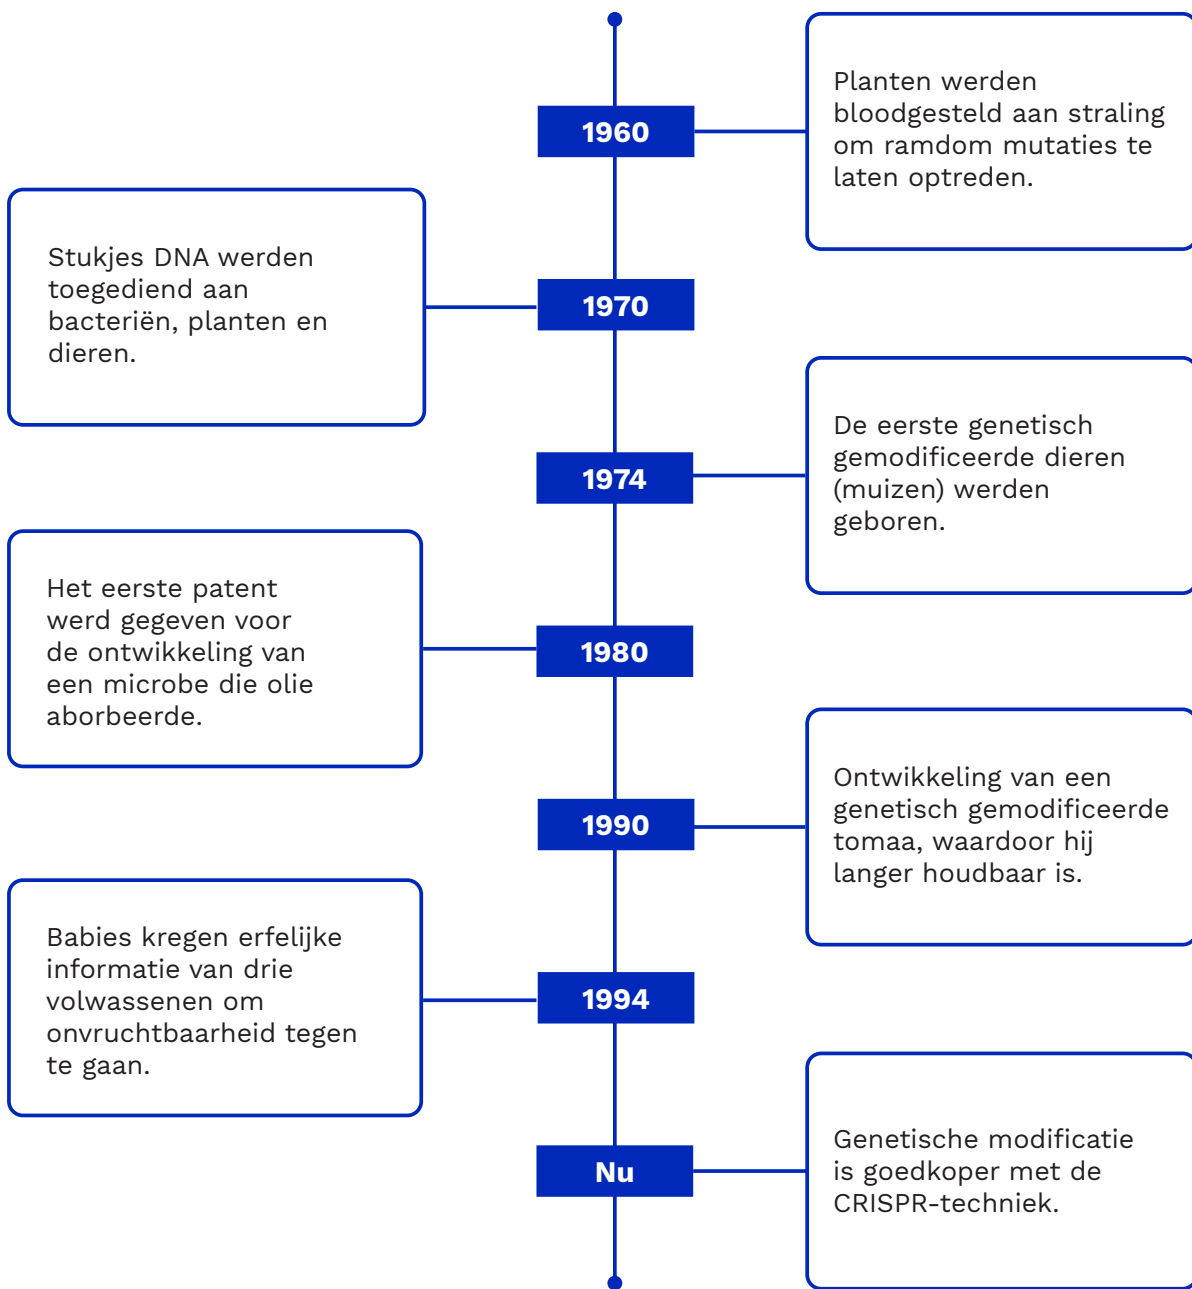 1960
Planten werden
bloodgesteld aan straling
om ramdom mutaties te
laten optreden.
Stukjes DNA werden
toegediend aan
bacteriën, planten en
dieren.
1970
1974
De eerste genetisch
gemodificeerde dieren
(muizen) werden
geboren.
Het eerste patent
werd gegeven voor
de ontwikkeling van
een microbe die olie
aborbeerde.
1980
1990
Ontwikkeling van een
genetisch gemodificeerde
tomaa, waardoor hij
langer houdbaar is.
Babies kregen erfelijke
informatie van drie
volwassenen om
onvruchtbaarheid tegen
te gaan.
1994
Nu
Genetische modificatie
is goedkoper met de
CRISPR-techniek.